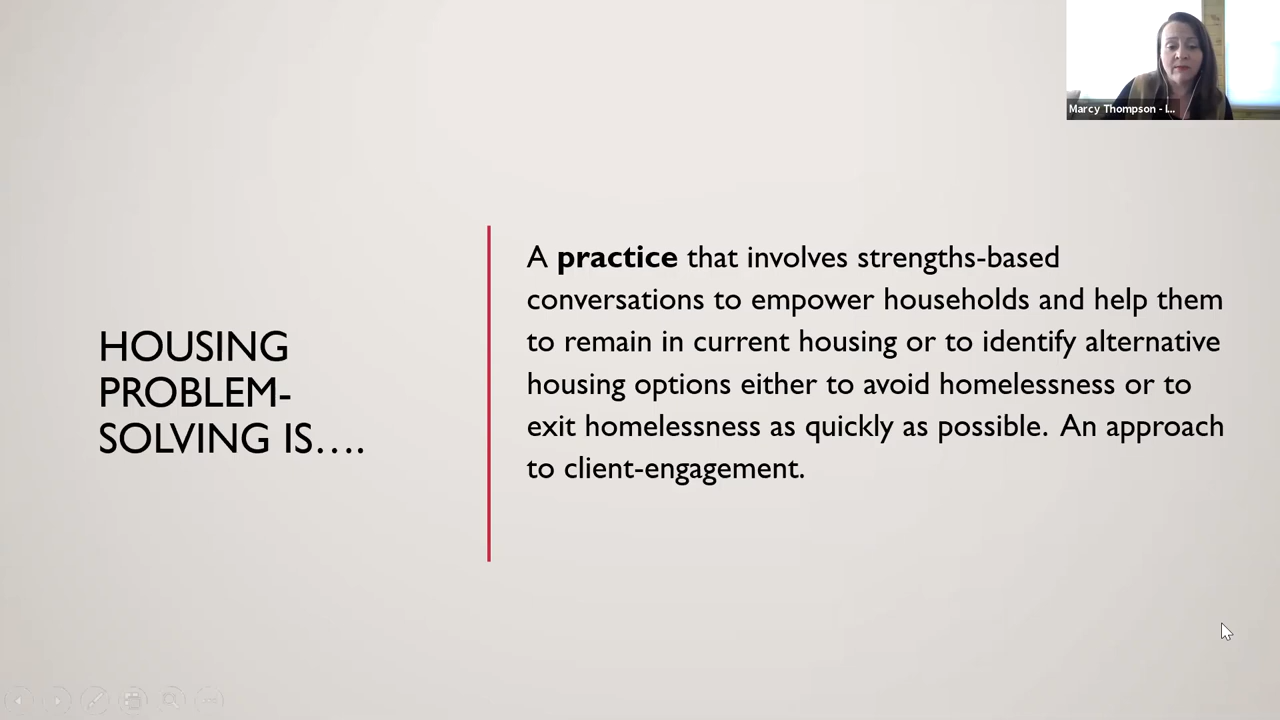 Marcy Thompson - I...
HOUSING
PROBLEM-
SOLVING IS....
A practice that involves strengths-based
conversations to empower households and help them
to remain in current housing or to identify alternative
housing options either to avoid homelessness or to
exit homelessness as quickly as possible.  An approach
to client-engagement.